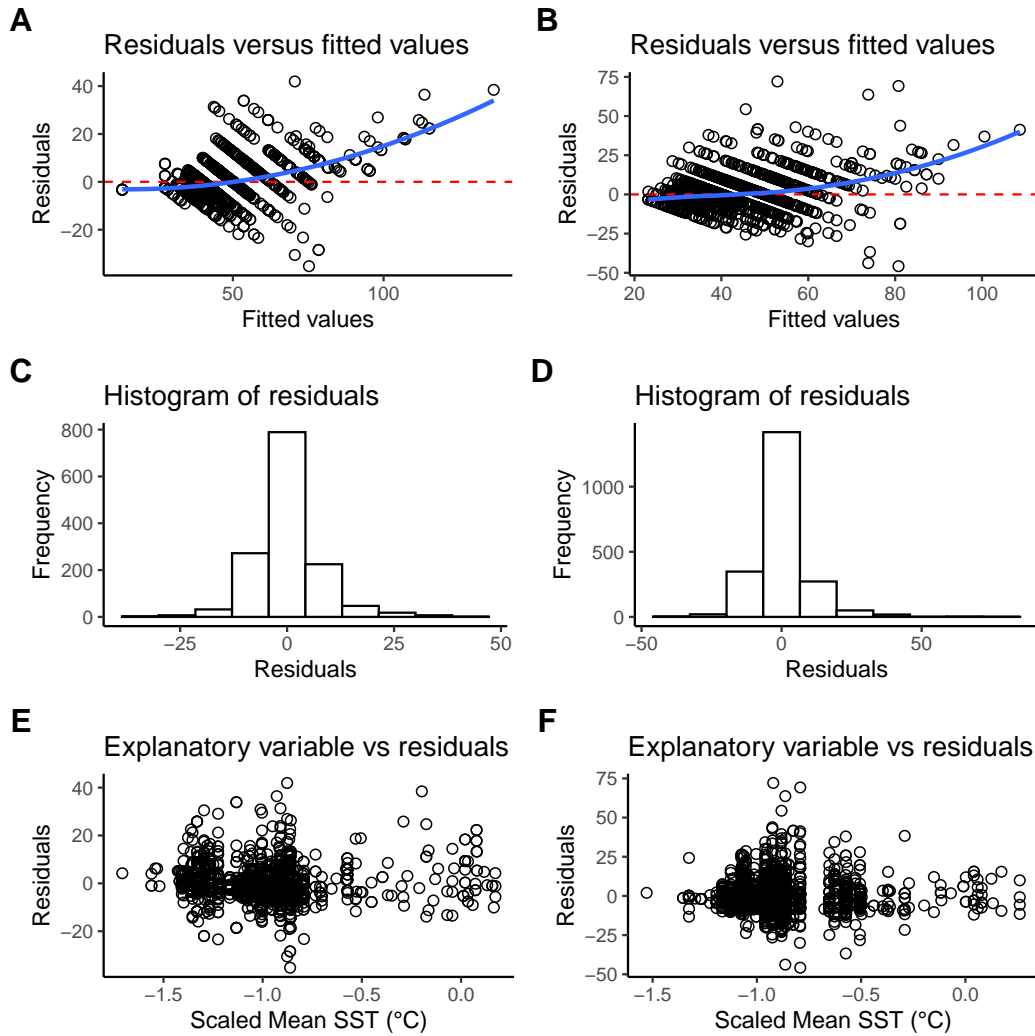 A
Residuals versus fitted values
40
20
0
−20
Residuals
50
100
Fitted values
B
Residuals versus fitted values
75
50
25
0
−25
−50
Residuals
20
40
60
80
100
Fitted values
C
Histogram of residuals
800
600
400
200
0
Frequency
−25
0
25
50
Residuals
D
Histogram of residuals
1000
500
0
Frequency
−50
0
50
Residuals
E
Explanatory variable vs residuals
40
20
0
−20
Residuals
−1.5
−1.0
−0.5
0.0
Scaled Mean SST (°C)
F
Explanatory variable vs residuals
75
50
25
0
−25
−50
Residuals
−1.5
−1.0
−0.5
0.0
Scaled Mean SST (°C)